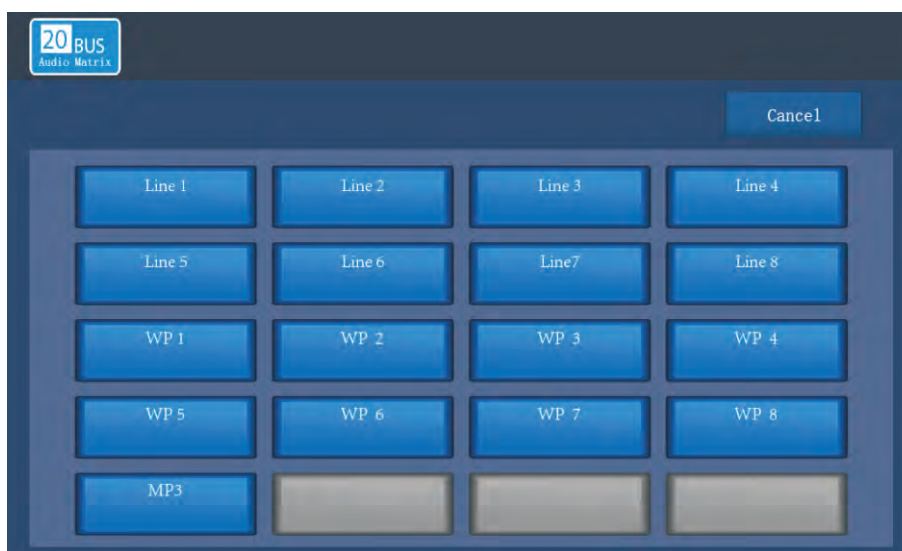 20 BUS
Audio Matrix
Cancel
Line 1 Line 2 Line 3 Line 4
Line 5 Line 6 Line7 Line 8
WP 1 WP 2 WP 3 WP 4
WP 5 WP 6 WP 7 WP 8
MP3